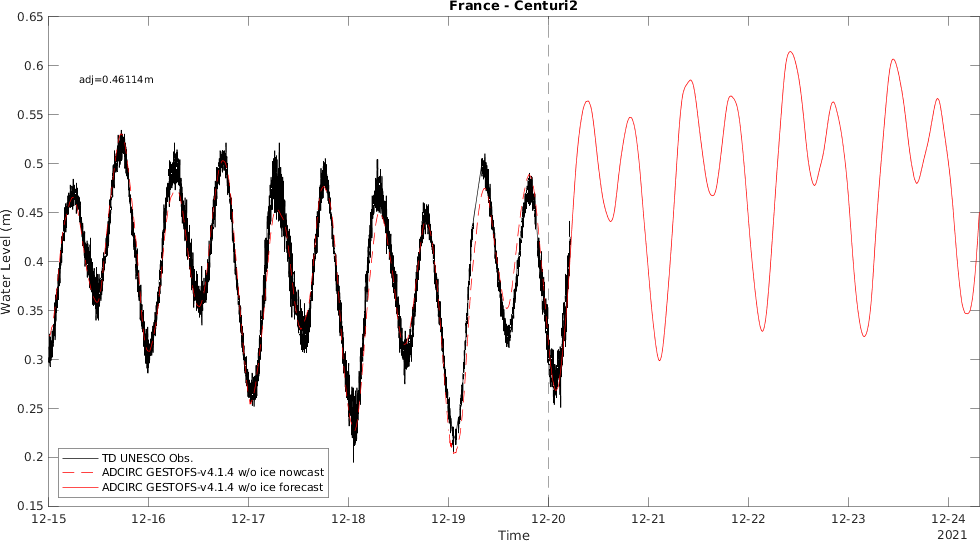 France - Centuri2
0.65
0.6
0.55
0.5
0.45
0.4
0.35
0.3
0.25
0.2
0.15
Water Level (m)
adj=0.46114m
TD UNESCO Obs.
ADCIRC GESTOFS-v4.1.4 w/o ice nowcast
ADCIRC GESTOFS-v4.1.4 w/o ice forecast
12-15 12-16 12-17 12-18 12-19 12-20 12-21 12-22 12-23 12-24
2021
Time